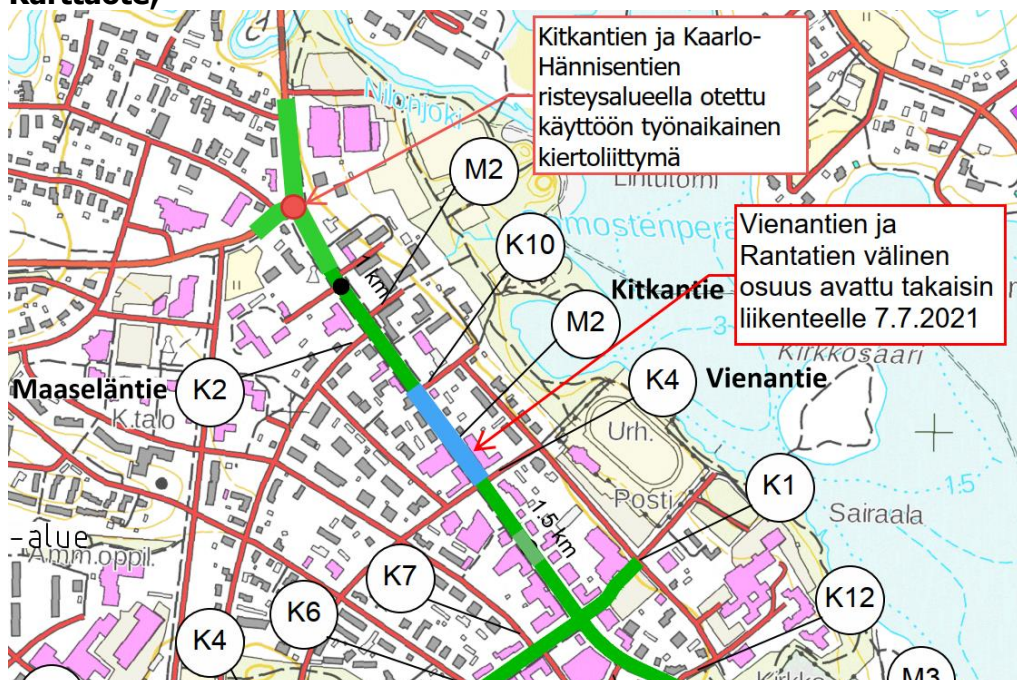 Karttaote)
Kitkantien ja Kaarlo-
Hännisentien
risteysalueella otettu
käyttöön työnaikainen
kiertoliittymä
Nilonjoki
M2
Lintutorni
K10
Vienantien ja
Rantatien välinen
osuus avattu takaisin
liikenteelle 7.7.2021
1 km
Kitkantie
M2
3
Kirkkosaari
Maaseläntie
K2
K4
Vienantie
K.talo
Urh.
K1
1.5
Posti
Sairaala
1.5 km
-alue
Amm.oppil.
K7
K12
K6
K4
M3